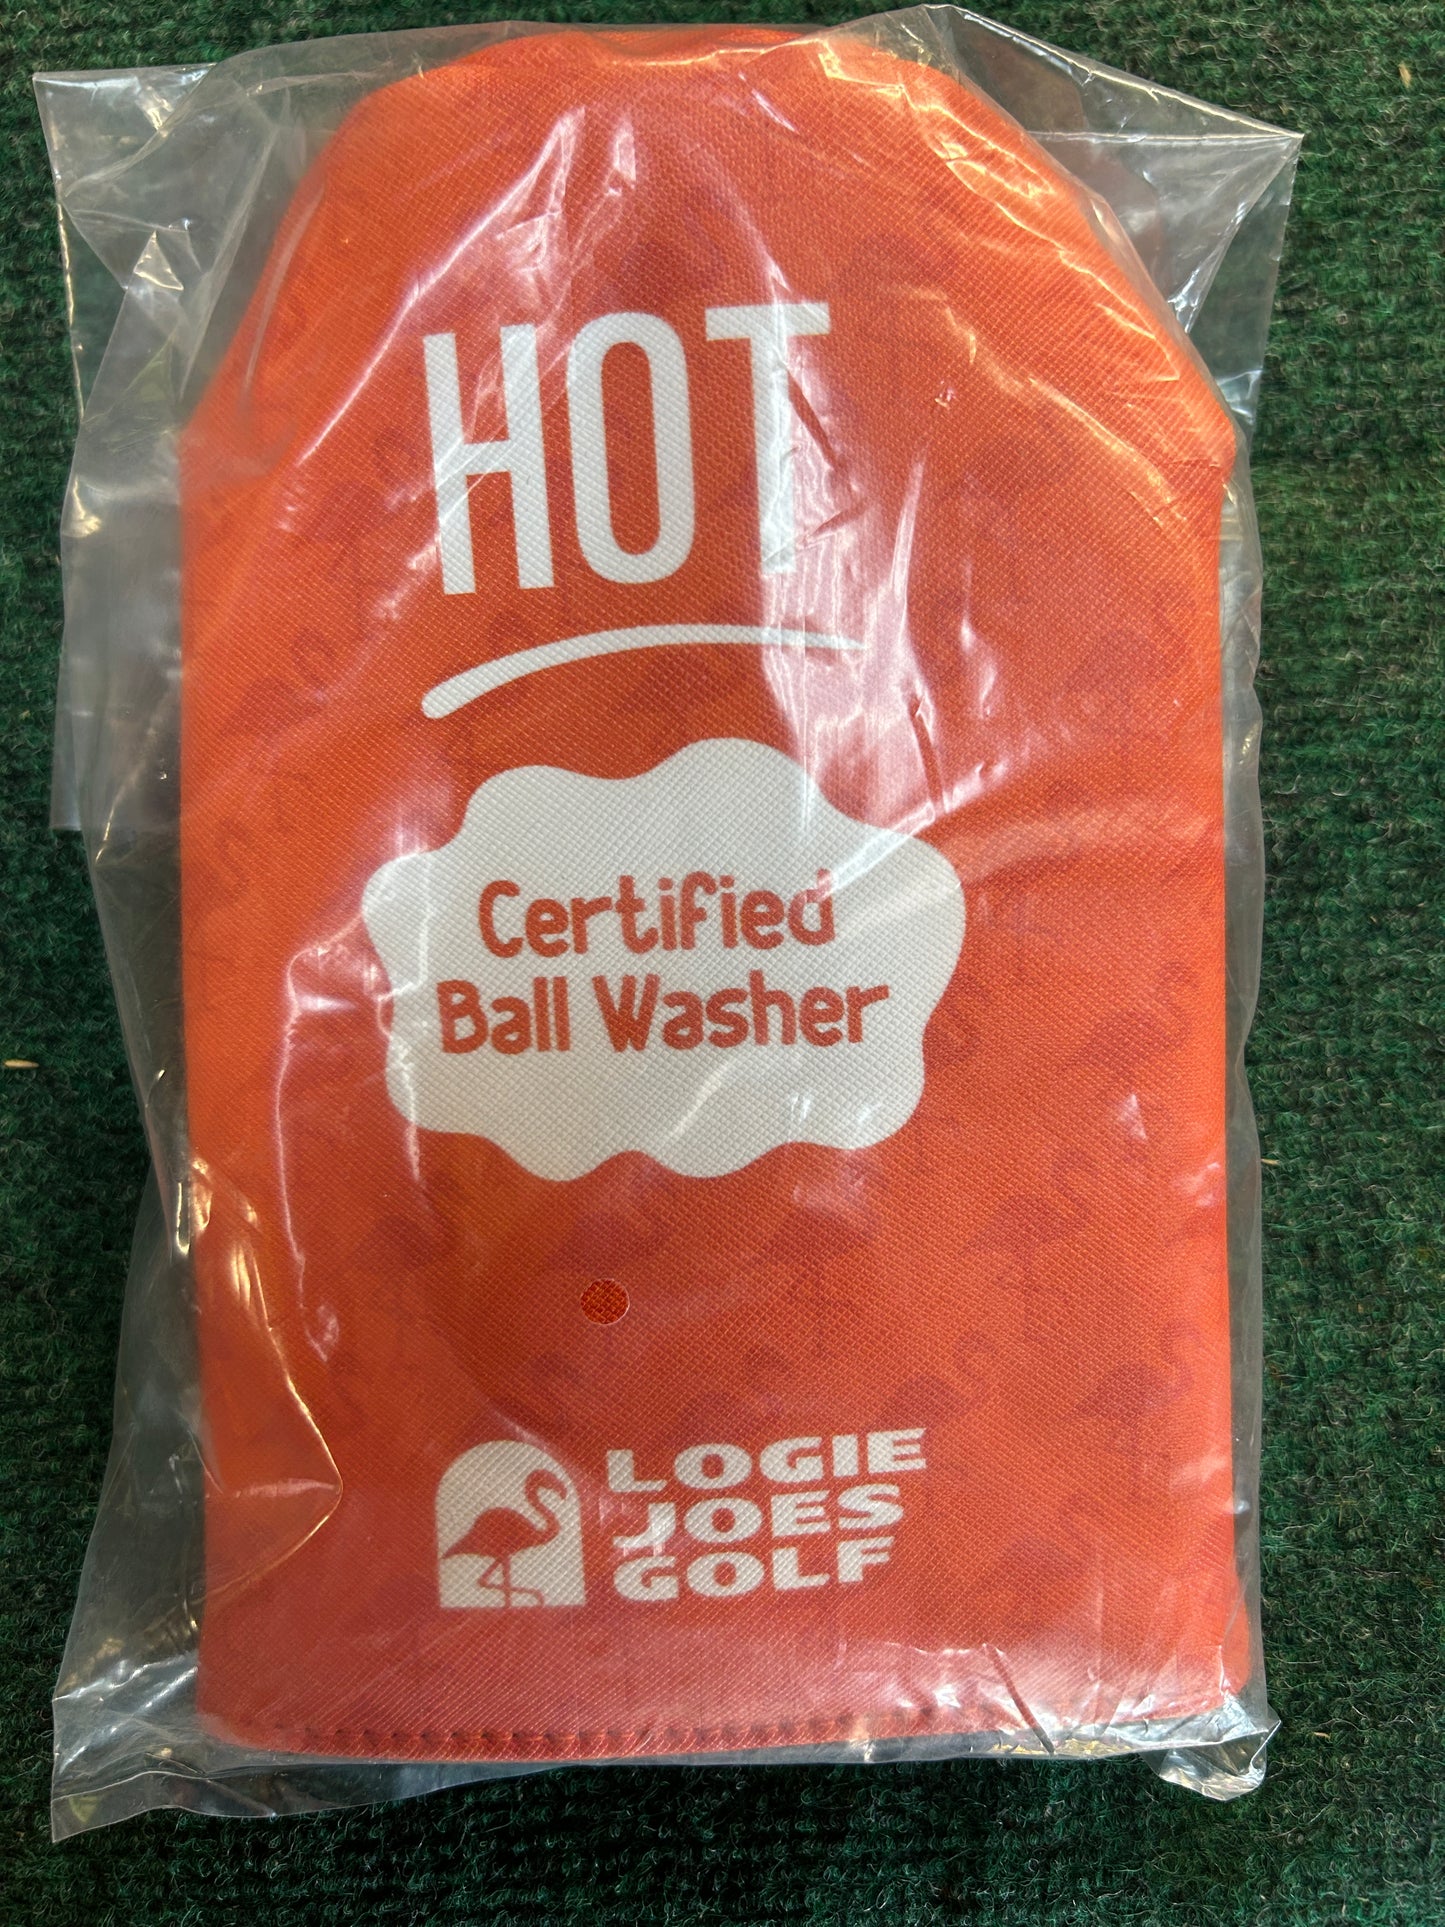 HOT
Certified
Ball Washer
LOGIE
JOES
GOLF